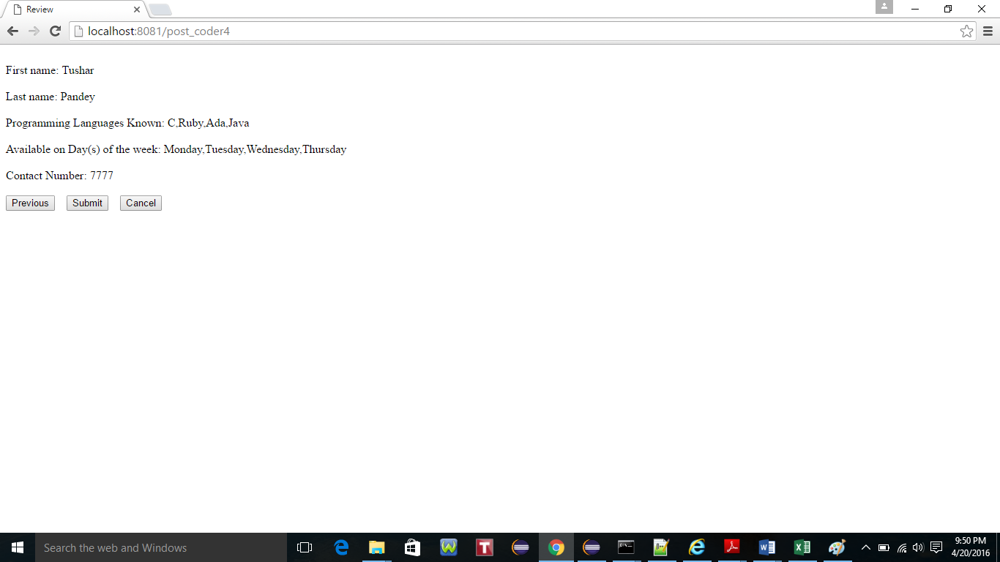 Review
localhost:8081/post_coder4
First name: Tushar
Last name: Pandey
Programming Languages Known: C,Ruby,Ada,Java
Available on Day(s) of the week: Monday,Tuesday,Wednesday,Thursday
Contact Number: 7777
Previous Submit Cancel
Search the web and Windows
9:50 PM
4/20/2016